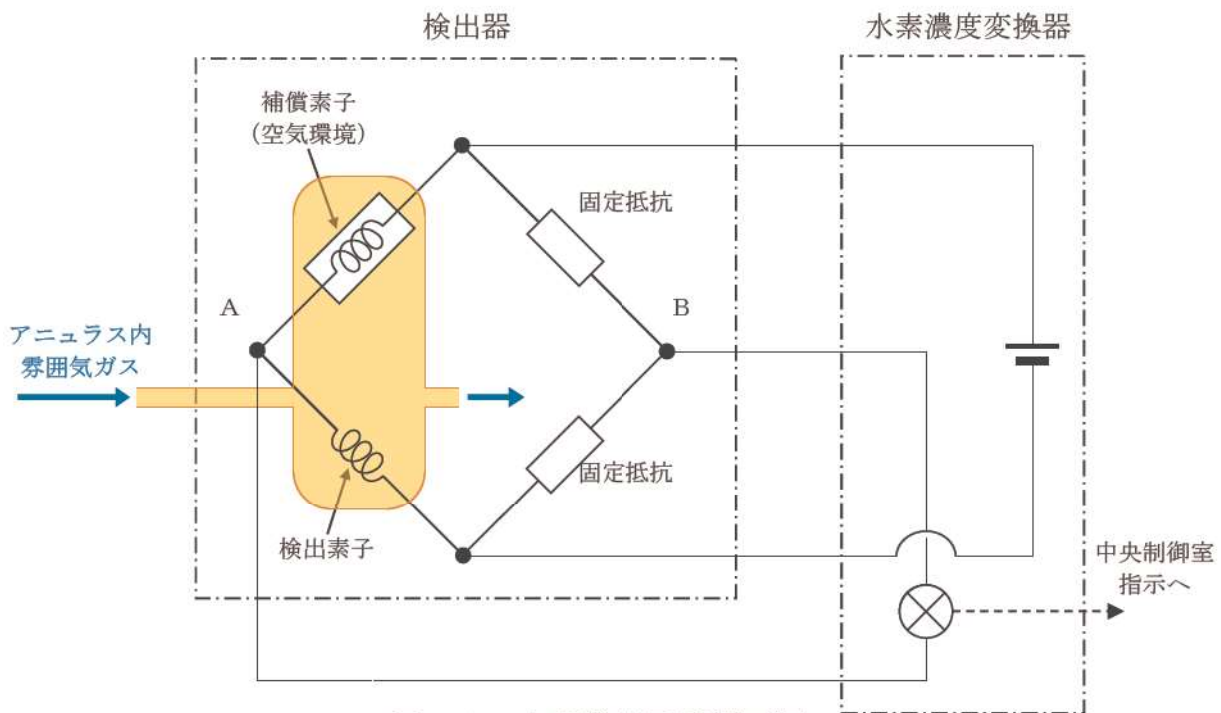 検出器
水素濃度変換器
補償素子
(空気環境)
固定抵抗
A
B
アニュラス内
雰囲気ガス
固定抵抗
検出素子
中央制御室
指示へ